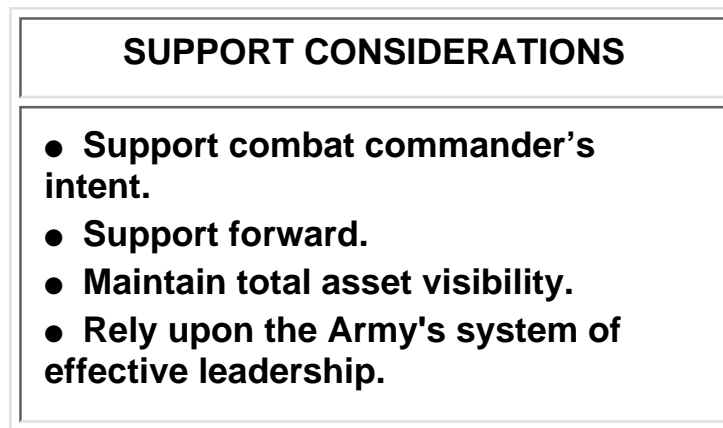 SUPPORT CONSIDERATIONS
● Support combat commander’s
intent.
● Support forward.
● Maintain total asset visibility.
● Rely upon the Army's system of
effective leadership.